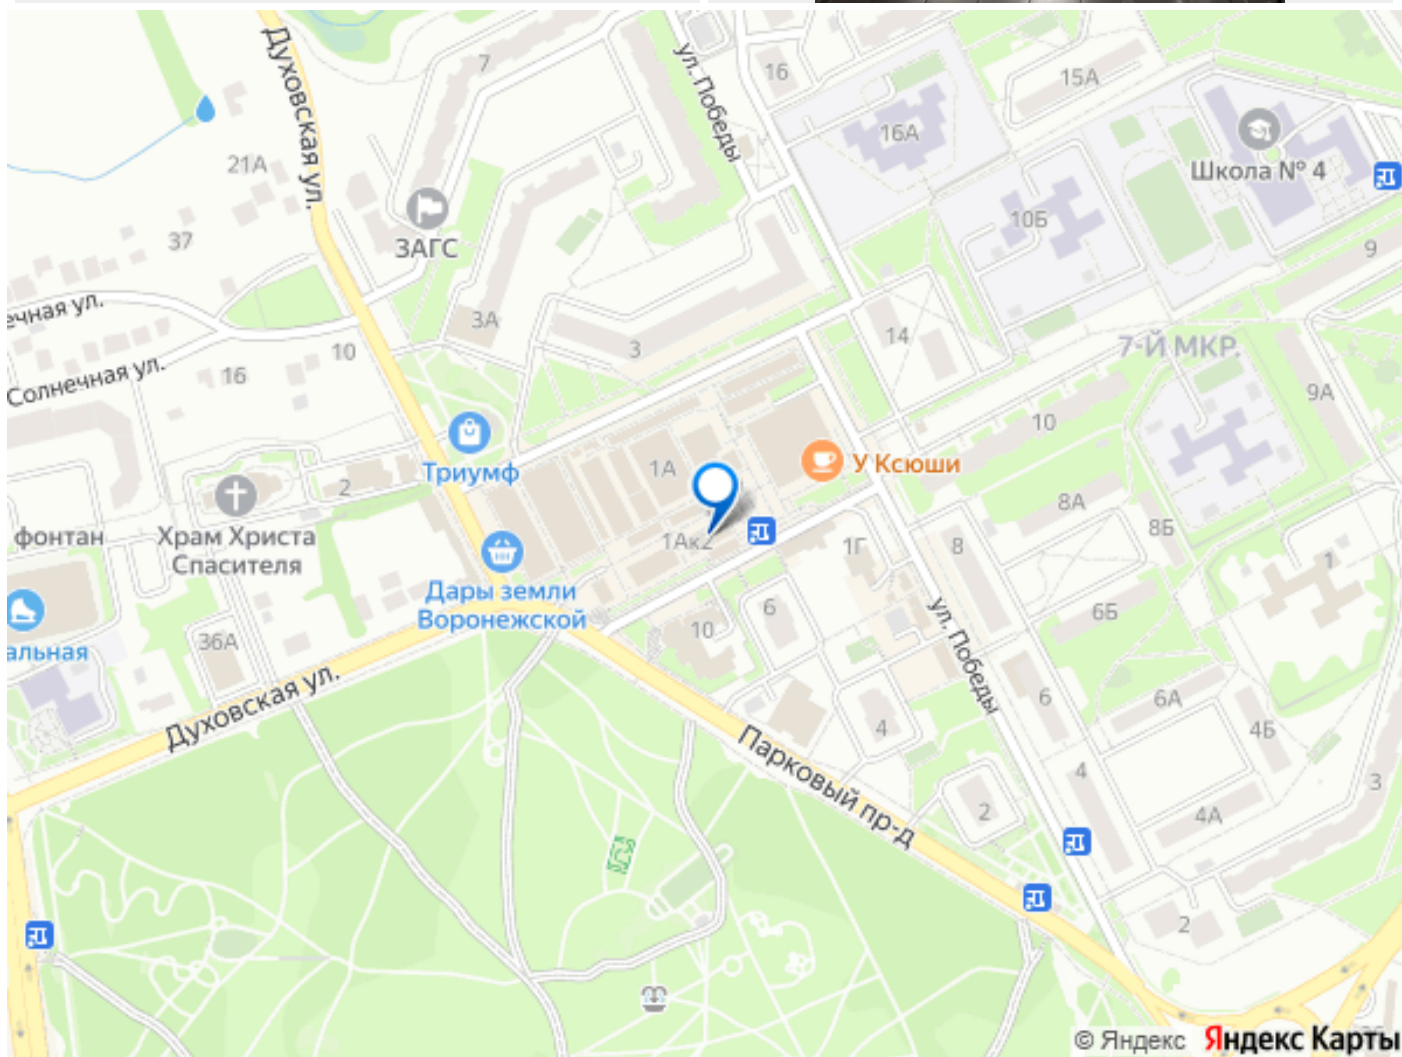 Духовская ул.
ул. Победы
7
16
15А
16А
Школа № 4
21А
10Б
37
ЗАГС
9
ечная ул.
3А
3
14
7-Й МКР.
10
Солнечная ул.
16
9А
10
1А
Триумф
У Ксюши
2
8А
8Б
фонтан
Храм Христа
Спасителя
1Ак2
1Г
8
1
Дары земли
Воронежской
6
6Б
ул. Победы
альная
36А
10
Духовская ул.
6
6А
4
4Б
Парковый пр-д
4
3
2
4А
2
© Яндекс Яндекс Карты